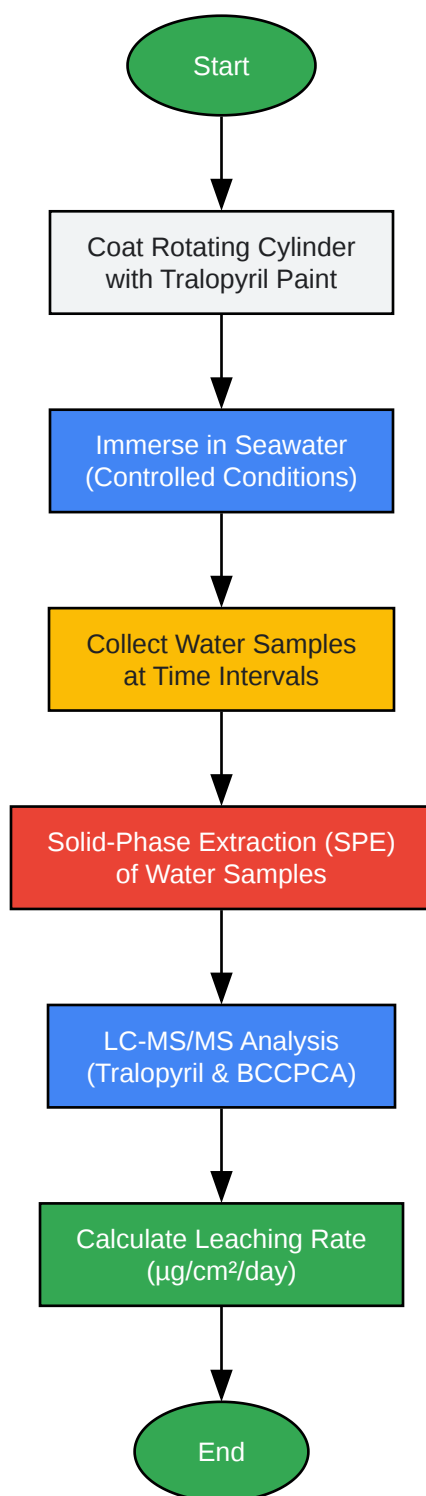 Start
Coat Rotating Cylinder
with Tralopyril Paint
Immerse in Seawater
(Controlled Conditions)
Collect Water Samples
at Time Intervals
Solid-Phase Extraction (SPE)
of Water Samples
LC-MS/MS Analysis
(Tralopyril & BCCPCA)
Calculate Leaching Rate
(µg/cm²/day)
End